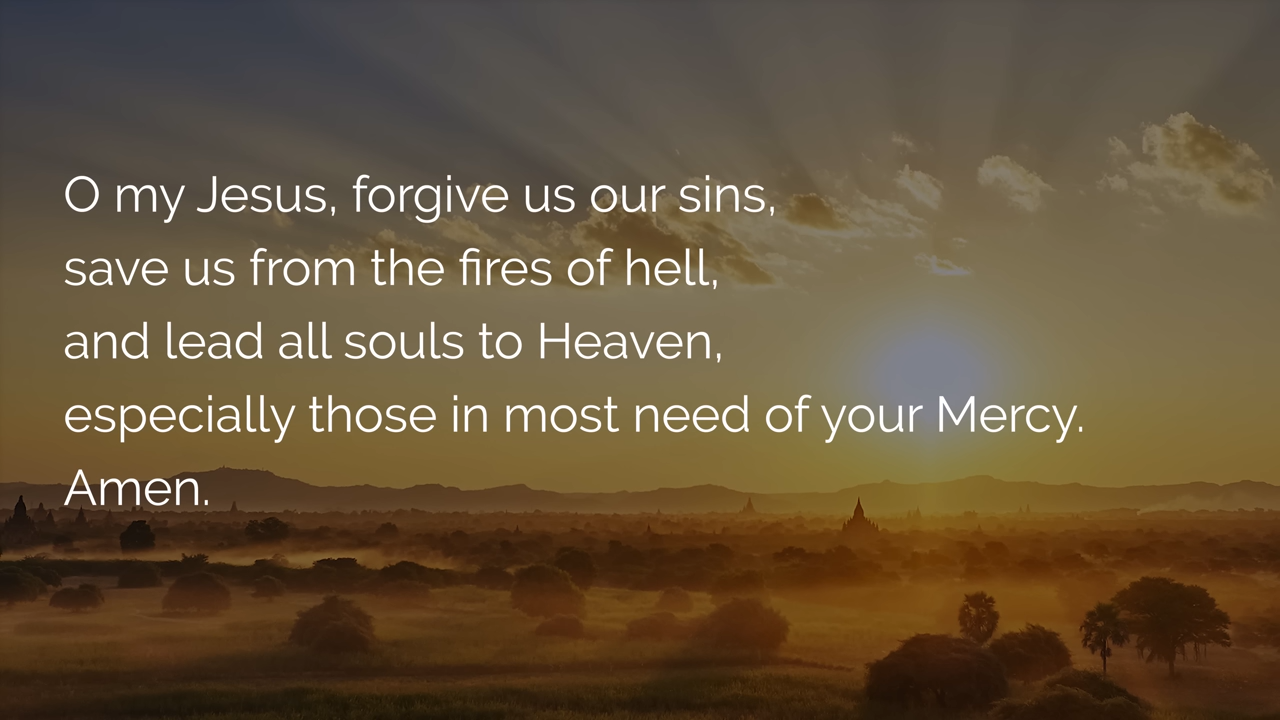 O my Jesus, forgive us our sins,
save us from the fires of hell,
and lead all souls to Heaven,
especially those in most need of your Mercy.
Amen.